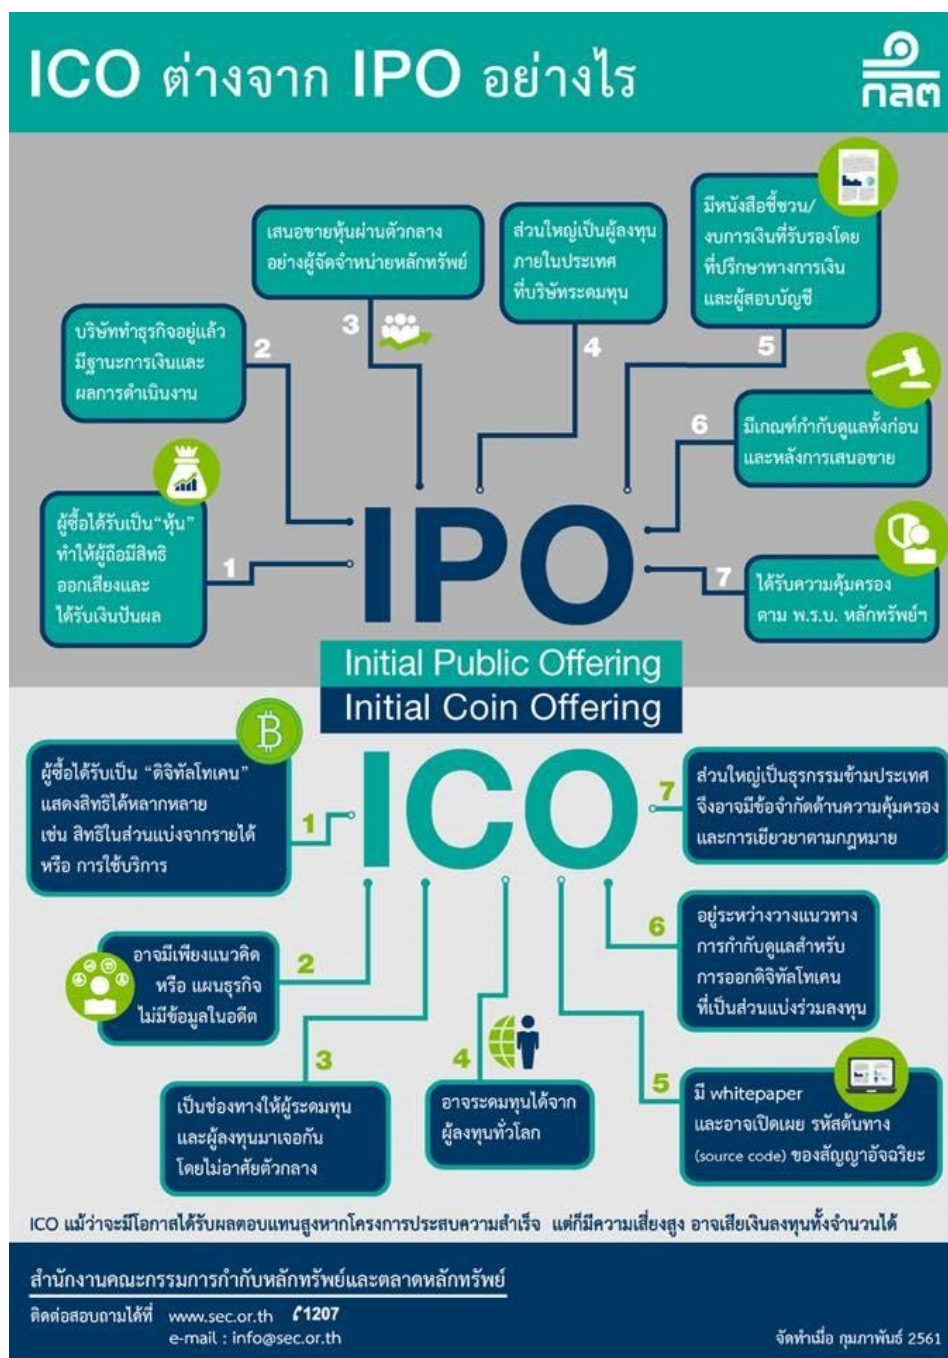 ICO ต่างจาก IPO อย่างไร
กลต
เสนอขายหุ้นผ่านตัวกลาง
อย่างผู้จัดจำหน่ายหลักทรัพย์
3
ส่วนใหญ่เป็นผู้ลงทุน
ภายในประเทศ
ที่บริษัทระดมทุน
4
มีหนังสือชี้ชวน/
งบการเงินที่รับรองโดย
ที่ปรึกษาทางการเงิน
และผู้สอบบัญชี
5
บริษัททำธุรกิจอยู่แล้ว
มีฐานะการเงินและ
ผลการดำเนินงาน
2
6
มีเกณฑ์กำกับดูแลทั้งก่อน
และหลังการเสนอขาย
ผู้ซื้อได้รับเป็น“หุ้น”
ทำให้ผู้ถือมีสิทธิ
ออกเสียงและ
ได้รับเงินปันผล
1
IPO
7
ได้รับความคุ้มครอง
ตาม พ.ร.บ. หลักทรัพย์ฯ
Initial Public Offering
Initial Coin Offering
ICO
ผู้ซื้อได้รับเป็น “ดิจิทัลโทเคน”
แสดงสิทธิได้หลากหลาย
เช่น สิทธิในส่วนแบ่งจากรายได้
หรือ การใช้บริการ
1
7
ส่วนใหญ่เป็นธุรกรรมข้ามประเทศ
จึงอาจมีข้อจำกัดด้านความคุ้มครอง
และการเยียวยาตามกฎหมาย
อาจมีเพียงแนวคิด
หรือ แผนธุรกิจ
ไม่มีข้อมูลในอดีต
2
6
อยู่ระหว่างวางแนวทาง
การกำกับดูแลสำหรับ
การออกดิจิทัลโทเคน
ที่เป็นส่วนแบ่งร่วมลงทุน
3
เป็นช่องทางให้ผู้ระดมทุน
และผู้ลงทุนมาเจอกัน
โดยไม่อาศัยตัวกลาง
4
อาจระดมทุนได้จาก
ผู้ลงทุนทั่วโลก
5
มี whitepaper
และอาจเปิดเผย รหัสต้นทาง
(source code) ของสัญญาอัจฉริยะ
ICO แม้ว่าจะมีโอกาสได้รับผลตอบแทนสูงหากโครงการประสบความสำเร็จ แต่ก็มีความเสี่ยงสูง อาจเสียเงินลงทุนทั้งจำนวนได้
สำนักงานคณะกรรมการกำกับหลักทรัพย์และตลาดหลักทรัพย์
ติดต่อสอบถามได้ที่ www.sec.or.th 1207
e-mail : info@sec.or.th
จัดทำเมื่อ กุมภาพันธ์ 2561